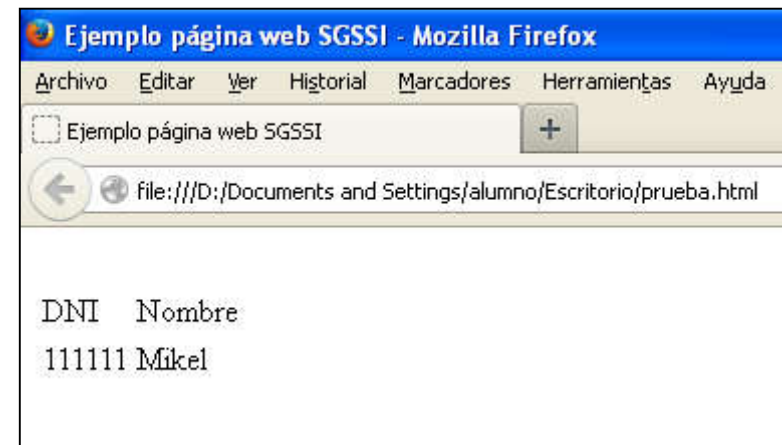 Ejemplo página web SGSSI - Mozilla Firefox
Archivo Editar Ver Historial Marcadores Herramientas Ayuda
Ejemplo página web SGSSI +
file:///D:/Documents and Settings/alumno/Escritorio/prueba.html
DNI Nombre
111111 Mikel